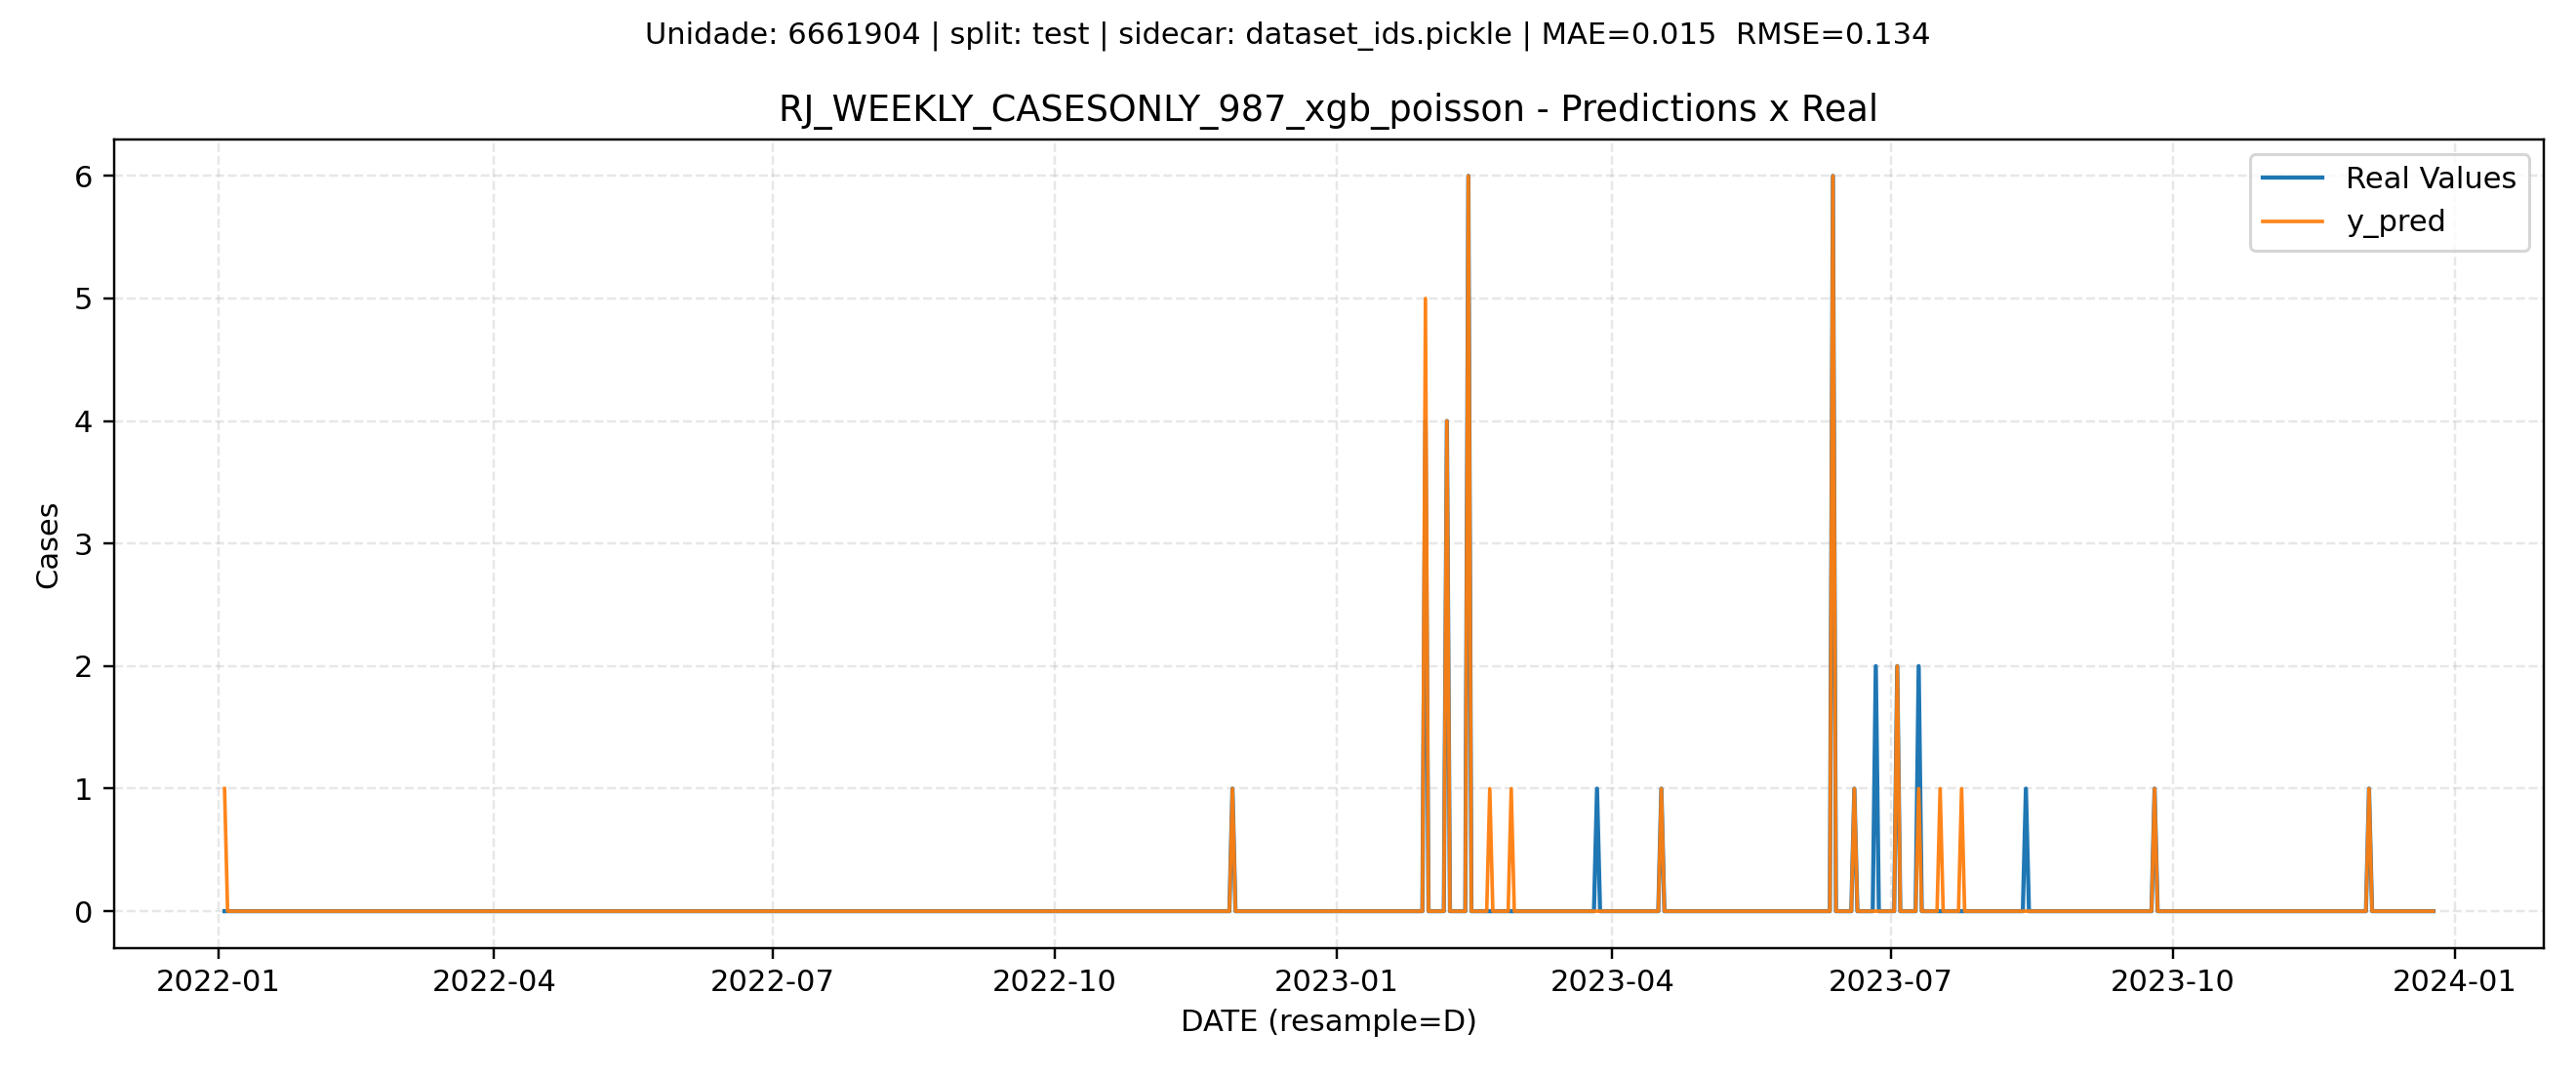 Unidade: 6661904 | split: test | sidecar: dataset_ids.pickle | MAE=0.015  RMSE=0.134
RJ_WEEKLY_CASESONLY_987_xgb_poisson - Predictions x Real
Real Values
y_pred
6
5
4
3
2
1
0
Cases
2022-01
2022-04
2022-07
2022-10
2023-01
2023-04
2023-07
2023-10
2024-01
DATE (resample=D)